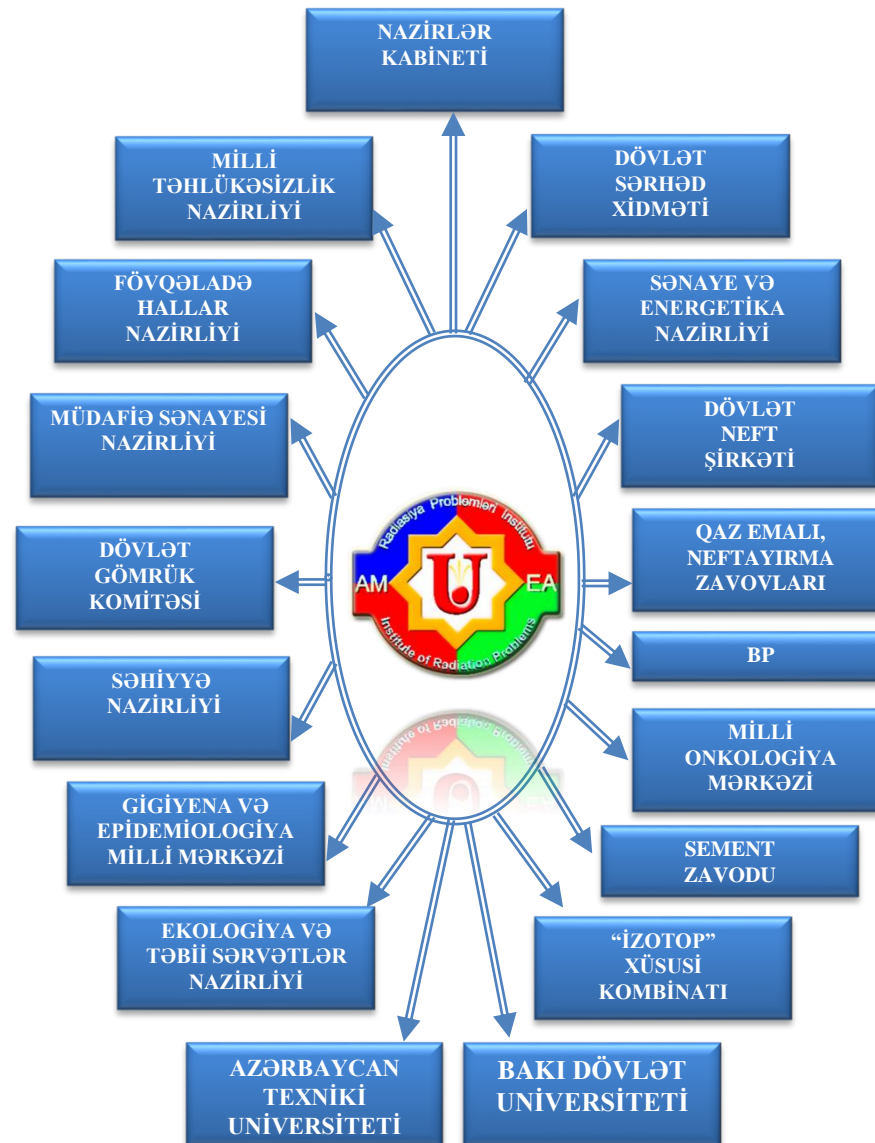 NAZİRLƏR
KABİNETİ
MİLLİ
TƏHLÜKƏSİZLİK
NAZİRLİYİ
DÖVLƏT
SƏRHƏD
XİDMƏTİ
FÖVQƏLADƏ
HALLAR
NAZİRLİYİ
SƏNAYE VƏ
ENERGETİKA
NAZİRLİYİ
MÜDAFİƏ SƏNAYESİ
NAZİRLİYİ
DÖVLƏT
NEFT
ŞİRKƏTİ
DÖVLƏT
GÖMRÜK
KOMİTƏSİ
Radiasiya Problemləri İnstitutu
AM
EA
Institute of Radiation Problems
QAZ EMALI,
NEFTAYIRMA
ZAVOVLARI
BP
SƏHİYYƏ
NAZİRLİYİ
MİLLİ
ONKOLOGİYA
MƏRKƏZİ
GİGİYENA VƏ
EPİDEMİOLOGİYA
MİLLİ MƏRKƏZİ
SEMENT
ZAVODU
EKOLOGİYA VƏ
TƏBİİ SƏRVƏTLƏR
NAZİRLİYİ
“İZOTOP”
XÜSUSİ
KOMBİNATI
AZƏRBAYCAN
TEXNİKİ
UNİVERSİTETİ
BAKI DÖVLƏT
UNİVERSİTETİ